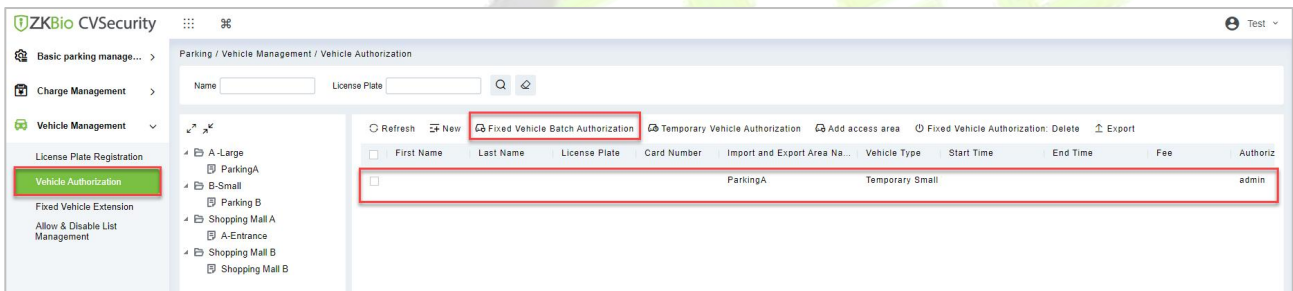 ZKBio CVSecurity
Test
Basic parking manage...
Charge Management
Vehicle Management
License Plate Registration
Vehicle Authorization
Fixed Vehicle Extension
Allow & Disable List
Management
Parking / Vehicle Management / Vehicle Authorization
Name License Plate
A -Large
ParkingA
B-Small
Parking B
Shopping Mall A
A-Entrance
Shopping Mall B
Shopping Mall B
Refresh New Fixed Vehicle Batch Authorization Temporary Vehicle Authorization Add access area Fixed Vehicle Authorization: Delete Export
First Name Last Name License Plate Card Number Import and Export Area Na... Vehicle Type Start Time End Time Fee Authoriz
ParkingA Temporary Small admin